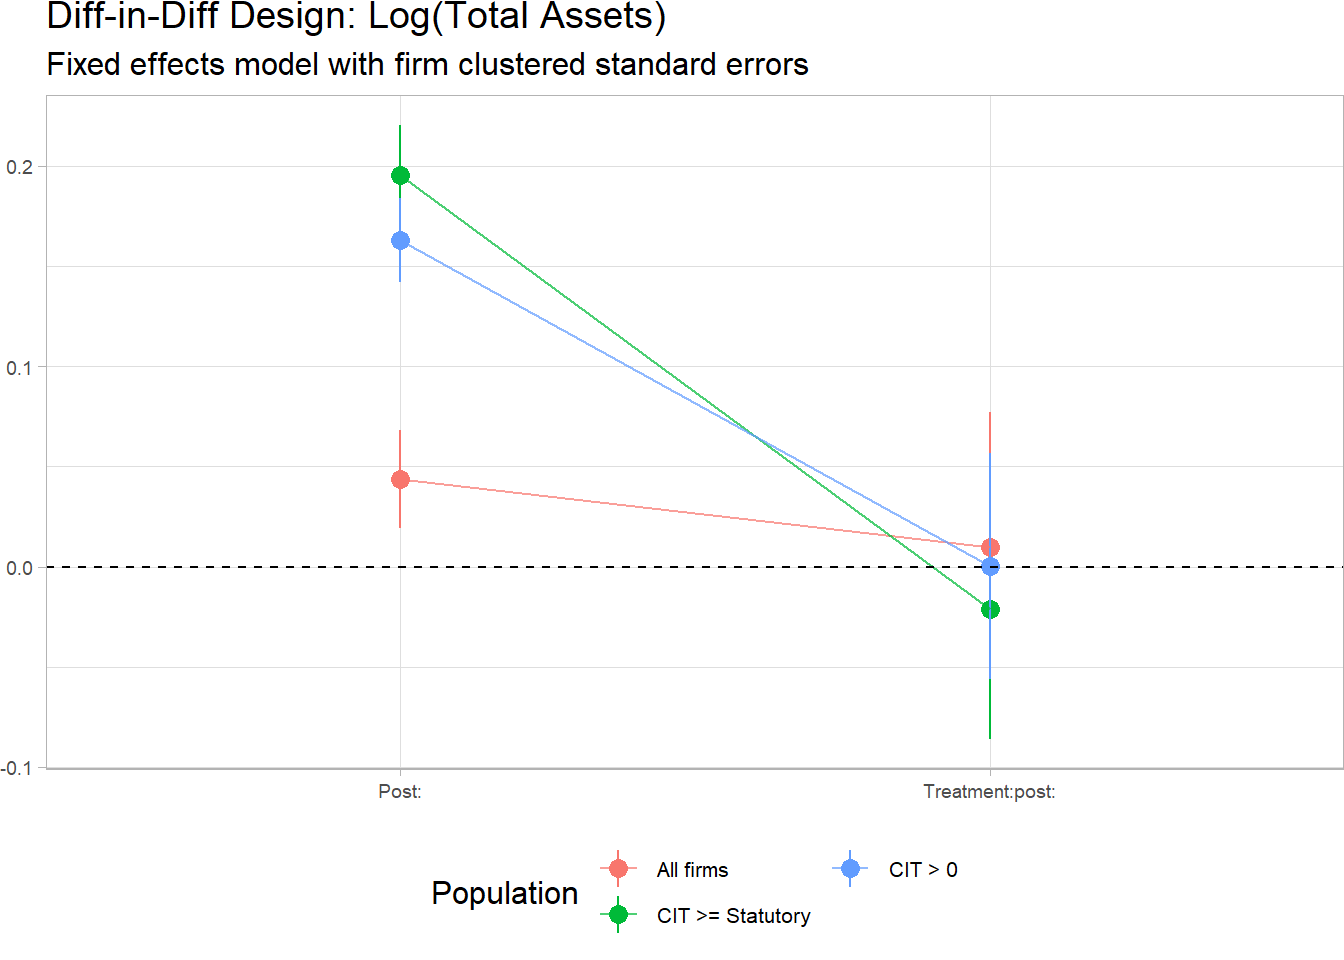 Diff-in-Diff Design: Log(Total Assets)
Fixed effects model with firm clustered standard errors
0.2
0.1
0.0
-0.1
Post:
Treatment:post:
Population
All firms
CIT > 0
CIT >= Statutory